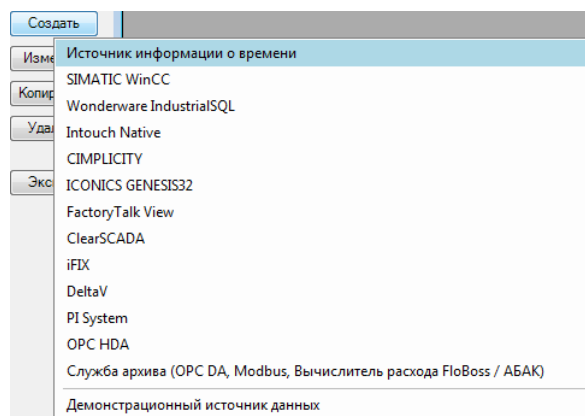 Создать
Источник информации о времени
SIMATIC WinCC
Wonderware IndustrialSQL
Intouch Native
CIMPLICITY
ICONICS GENESIS32
FactoryTalk View
ClearSCADA
iFIX
DeltaV
PI System
OPC HDA
Служба архива (OPC DA, Modbus, Вычислитель расхода FloBoss / АБАК)
Демонстрационный источник данных